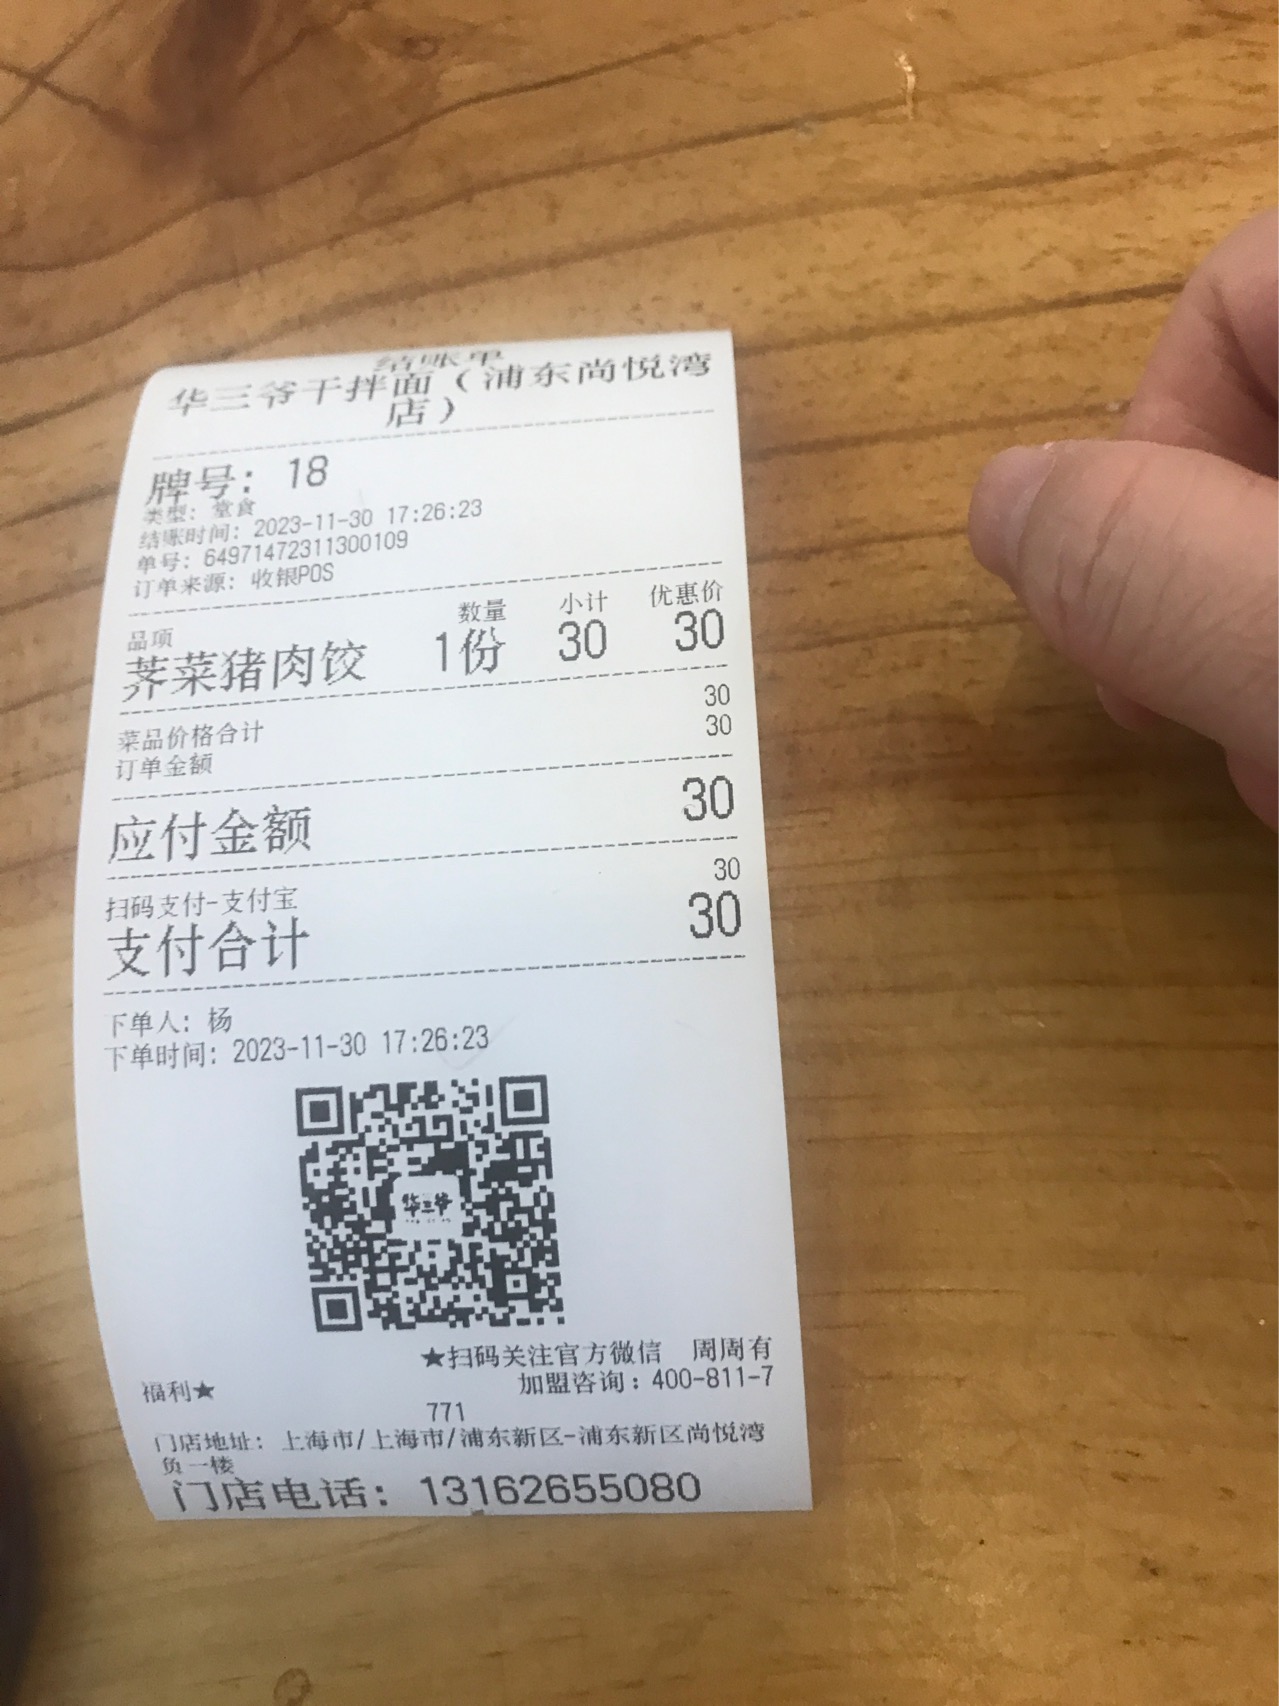 结账单
华三爷干拌面（浦东尚悦湾
店）
牌号：18
类型：堂食
结账时间：2023-11-30 17:26:23
单号：64971472311300109
订单来源：收银POS
品项 数量 小计 优惠价
荠菜猪肉饺 1份 30 30
菜品价格合计 30
订单金额 30
应付金额 30
扫码支付-支付宝 30
支付合计 30
下单人：杨
下单时间：2023-11-30 17:26:23
华三爷
★扫码关注官方微信 周周有
福利★ 加盟咨询：400-811-7
771
门店地址：上海市/上海市/浦东新区-浦东新区尚悦湾
负一楼
门店电话：13162655080